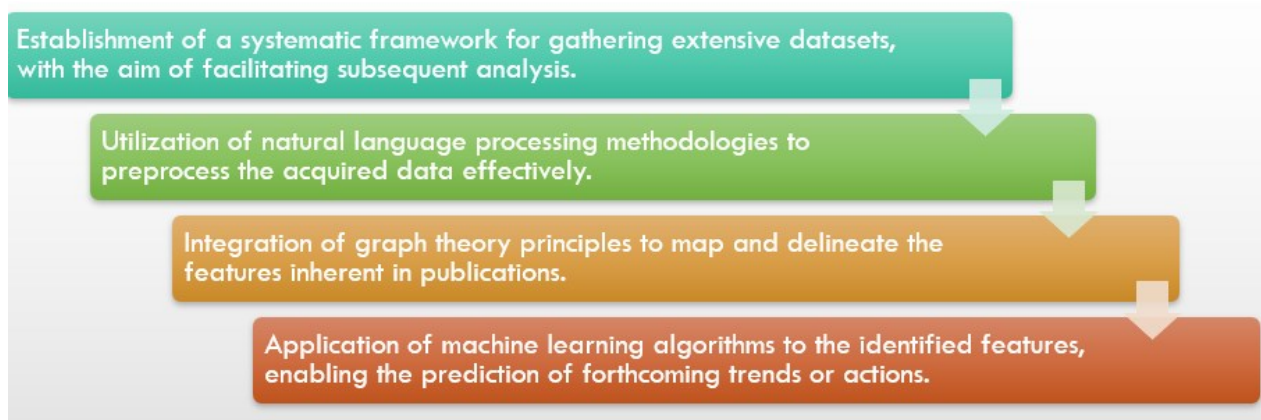 Establishment of a systematic framework for gathering extensive datasets,
with the aim of facilitating subsequent analysis.
Utilization of natural language processing methodologies to
preprocess the acquired data effectively.
Integration of graph theory principles to map and delineate the
features inherent in publications.
Application of machine learning algorithms to the identified features,
enabling the prediction of forthcoming trends or actions.